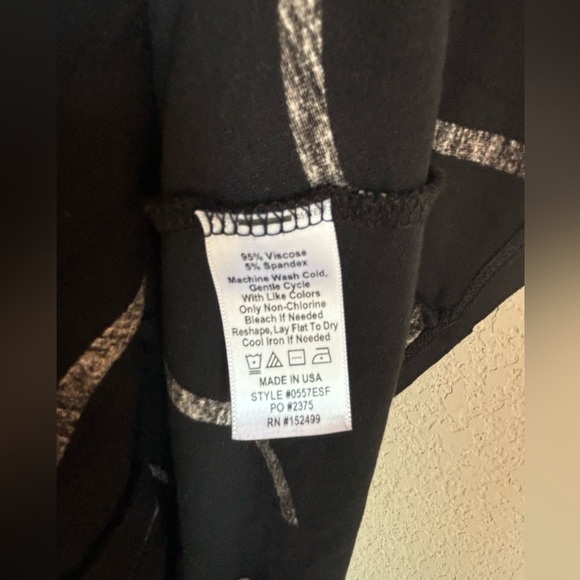 95% Viscose
5% Spandex
Machine Wash Cold,
Gentle Cycle
With Like Colors
Only Non-Chlorine
Bleach If Needed
Reshape, Lay Flat To Dry
Cool Iron If Needed
MADE IN USA
STYLE #0557ESF
PO #2375
RN #152499